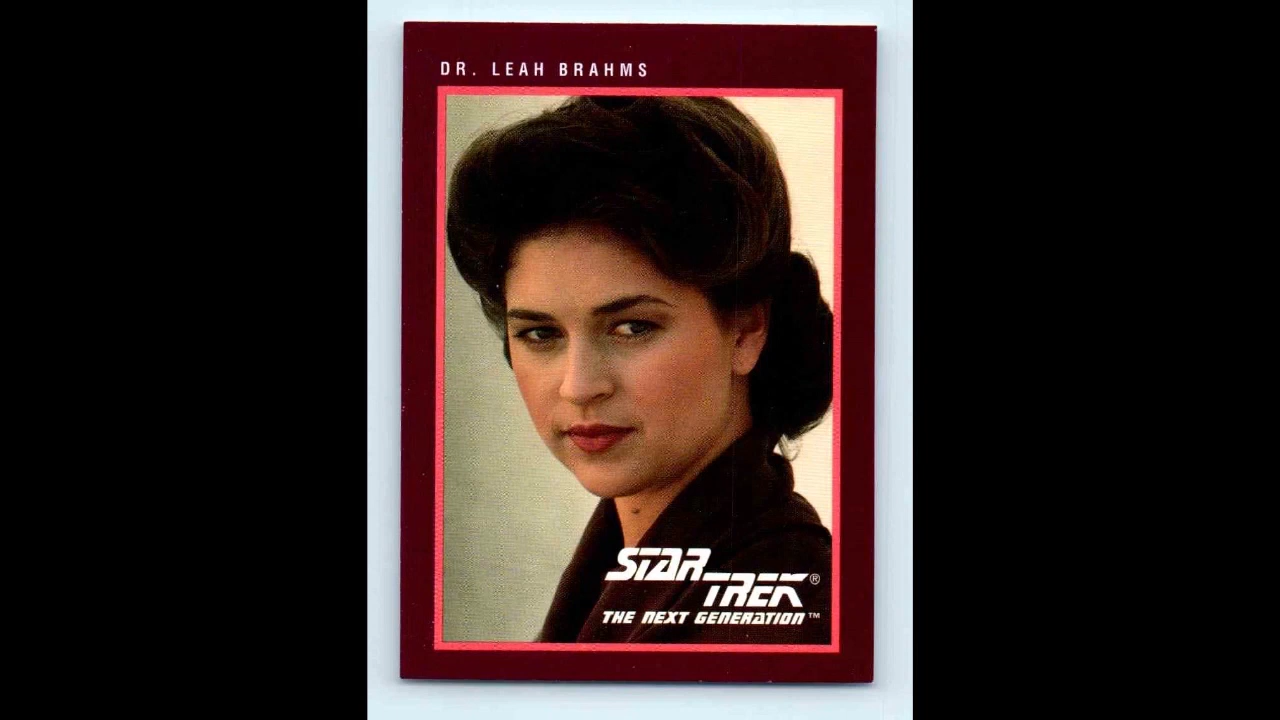 DR. LEAH BRAHMS
STAR
TREK®
THE NEXT GENERATION™